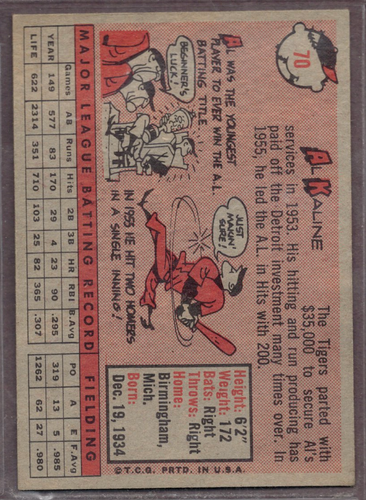 70
AL KALINE
The Tigers parted with
$35,000 to secure Al's
services in 1953. His hitting and run producing has
paid off the Detroit investment many times over. In
1955, he led the A.L. in Hits with 200.
Height: 6'2"
Weight: 172
Bats: Right
Throws: Right
Home:
Birmingham,
Mich.
Born:
Dec. 19, 1934
© T.C.G. PRTD. IN U.S.A.
AL WAS THE YOUNGEST
PLAYER TO EVER WIN THE A.L.
BATTING TITLE
BEGINNER'S
LUCK!
JUST
MAKIN'
SURE!
IN 1955 HE HIT TWO HOMERS
IN A SINGLE INNING!
MAJOR LEAGUE BATTING RECORD FIELDING
Games AB Runs Hits 2B 3B HR RBI B.Avg PO A E F.Avg
YEAR 149 577 83 170 29 4 23 90 .295 319 13 5 .985
LIFE 622 2314 351 710 103 25 82 365 .307 1262 62 27 .980